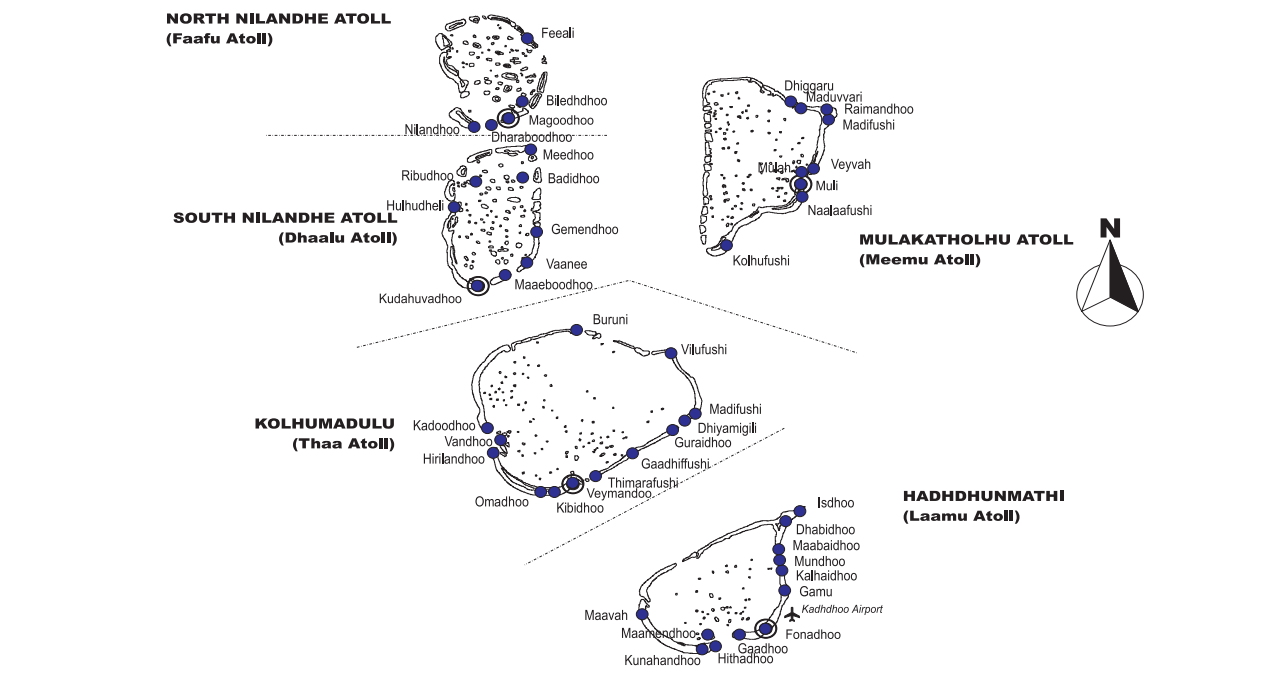 NORTH NILANDHE ATOLL
(Faafu Atoll)
Feeali
Biledhdhoo
Magoodhoo
Nilandhoo
Dharaboodhoo
Meedhoo
Ribudhoo
Badidhoo
Hulhudheli
SOUTH NILANDHE ATOLL
(Dhaalu Atoll)
Gemendhoo
Vaanee
Maaeboodhoo
Kudahuvadhoo
Dhiggaru
Maduvvari
Raimandhoo
Madifushi
Veyvah
Mulah
Muli
Naalaafushi
Kolhufushi
MULAKATHOLHU ATOLL
(Meemu Atoll)
N
Buruni
Vilufushi
KOLHUMADULU
(Thaa Atoll)
Madifushi
Dhiyamigili
Guraidhoo
Kadoodhoo
Vandhoo
Hirilandhoo
Gaadhiffushi
Thimarafushi
Veymandoo
Omadhoo
Kibidhoo
HADHDHUNMATHI
(Laamu Atoll)
Isdhoo
Dhabidhoo
Maabaidhoo
Mundhoo
Kalhaidhoo
Gamu
Kadhdhoo Airport
Maavah
Maamendhoo
Fonadhoo
Gaadhoo
Hithadhoo
Kunahandhoo